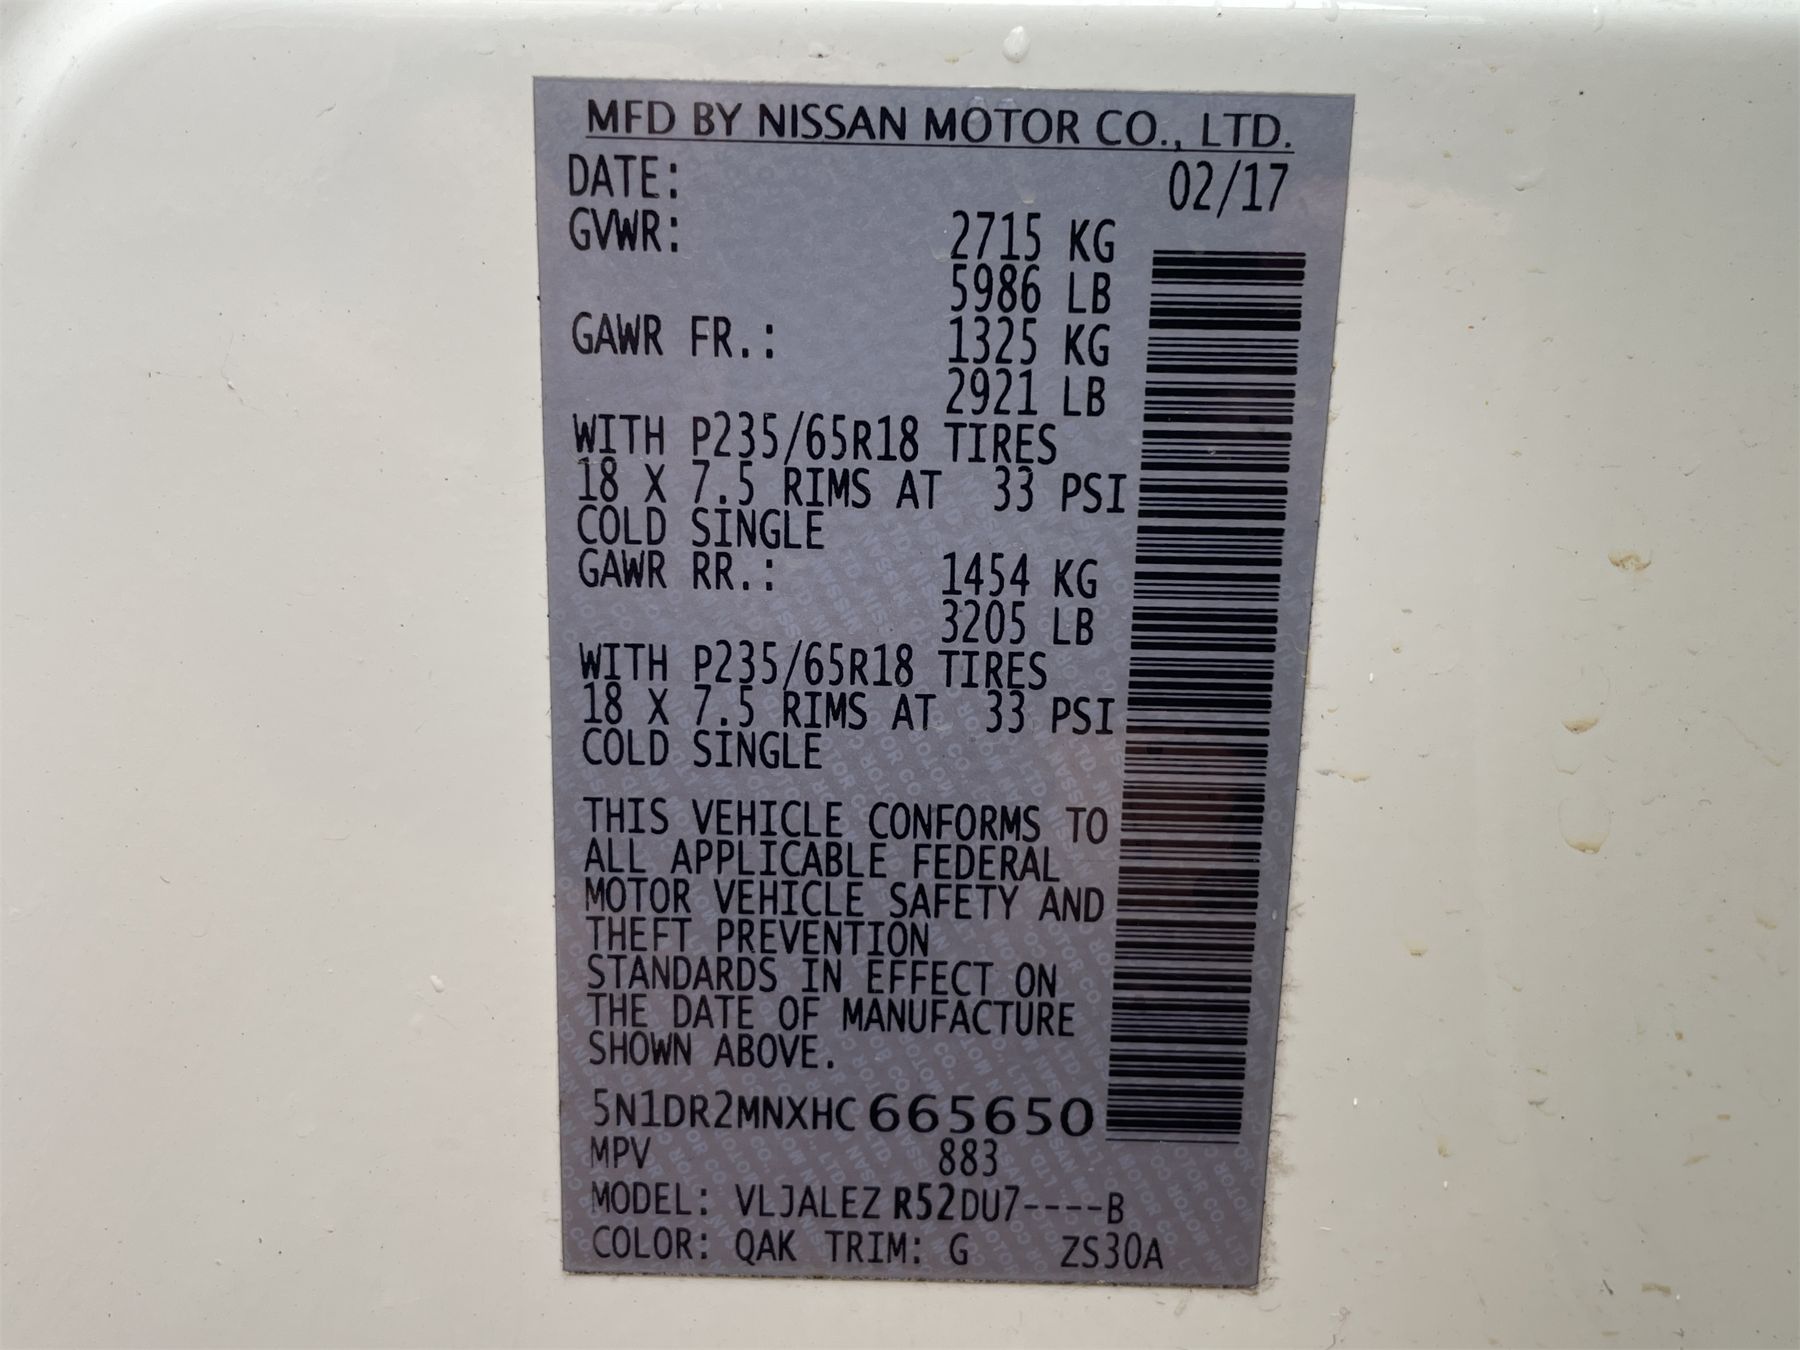 MFD BY NISSAN MOTOR CO., LTD.
DATE: 02/17
GVWR: 2715 KG
5986 LB
GAWR FR.: 1325 KG
2921 LB
WITH P235/65R18 TIRES
18 X 7.5 RIMS AT 33 PSI
COLD SINGLE
GAWR RR.: 1454 KG
3205 LB
WITH P235/65R18 TIRES
18 X 7.5 RIMS AT 33 PSI
COLD SINGLE
THIS VEHICLE CONFORMS TO
ALL APPLICABLE FEDERAL
MOTOR VEHICLE SAFETY AND
THEFT PREVENTION
STANDARDS IN EFFECT ON
THE DATE OF MANUFACTURE
SHOWN ABOVE.
5N1DR2MNXHC665650
MPV 883
MODEL: VLJALEZ R52DU7----B
COLOR: QAK TRIM: G ZS30A